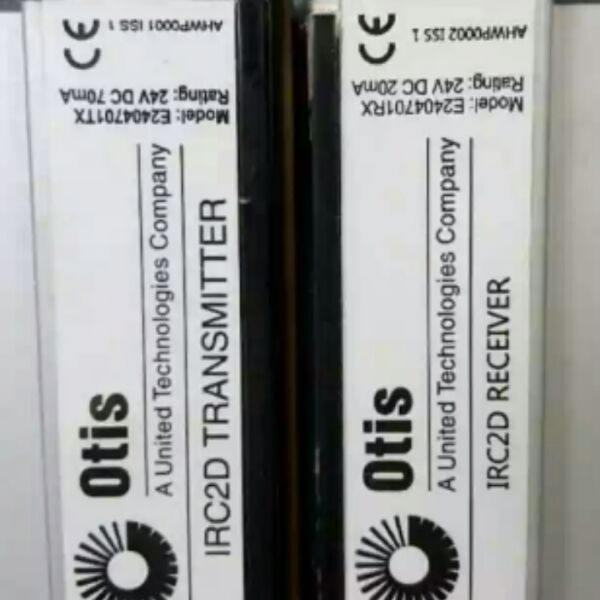 Otis
A United Technologies Company
IRC2D TRANSMITTER
Model: E2404701TX
Rating: 24V DC 70mA
CE
AHWP0001 ISS 1
Otis
A United Technologies Company
IRC2D RECEIVER
Model: E2404701RX
Rating: 24V DC 20mA
CE
AHWP0002 ISS 1